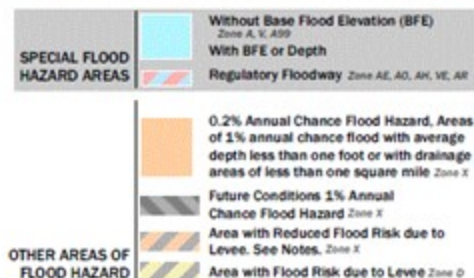 SPECIAL FLOOD
HAZARD AREAS
Without Base Flood Elevation (BFE)
Zone A, V, A99
With BFE or Depth
Regulatory Floodway Zone AE, AO, AH, VE, AR
OTHER AREAS OF
FLOOD HAZARD
0.2% Annual Chance Flood Hazard, Areas
of 1% annual chance flood with average
depth less than one foot or with drainage
areas of less than one square mile Zone X
Future Conditions 1% Annual
Chance Flood Hazard Zone X
Area with Reduced Flood Risk due to
Levee. See Notes. Zone X
Area with Flood Risk due to Levee Zone D